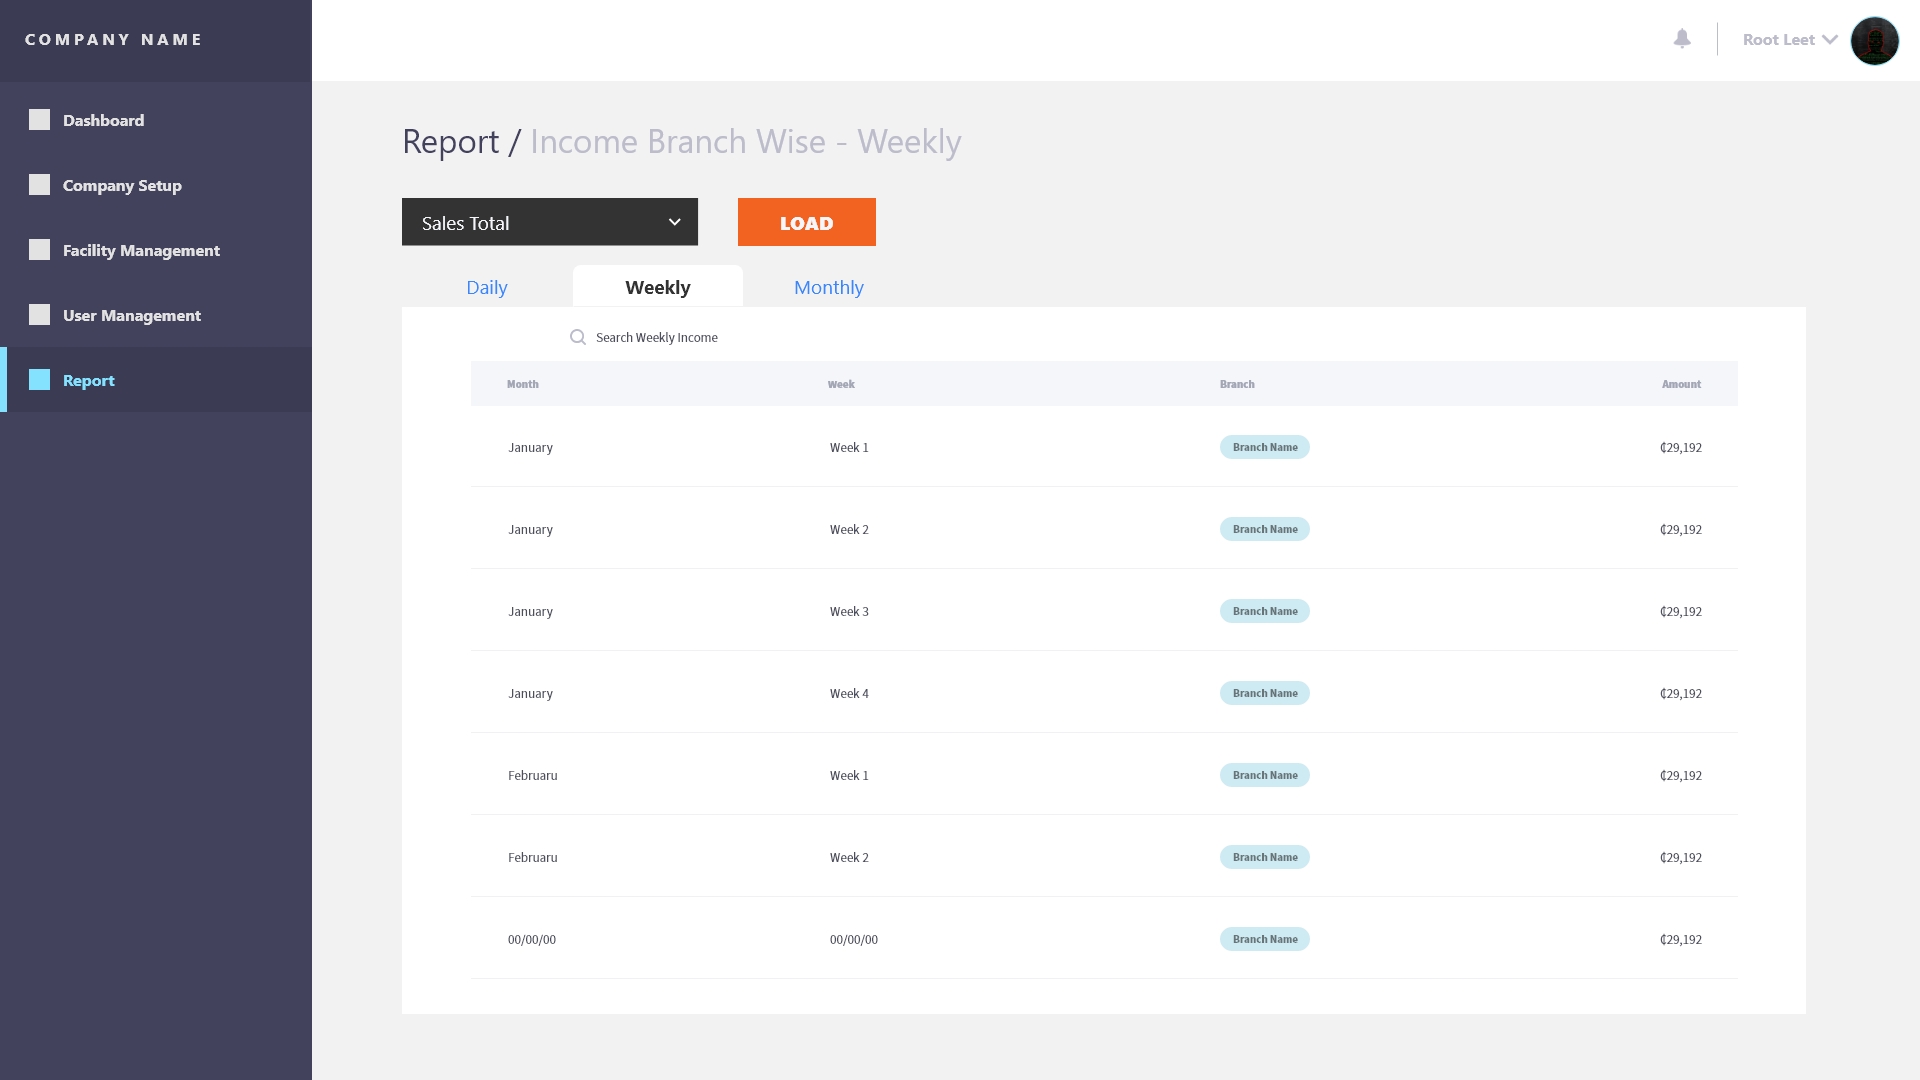 COMPANY NAME
Root Leet
Dashboard
Company Setup
Facility Management
User Management
Report
Report / Income Branch Wise - Weekly
Sales Total
LOAD
Daily Weekly Monthly
Search Weekly Income
Month Week Branch Amount
January Week 1 Branch Name ₵29,192
January Week 2 Branch Name ₵29,192
January Week 3 Branch Name ₵29,192
January Week 4 Branch Name ₵29,192
Februaru Week 1 Branch Name ₵29,192
Februaru Week 2 Branch Name ₵29,192
00/00/00 00/00/00 Branch Name ₵29,192